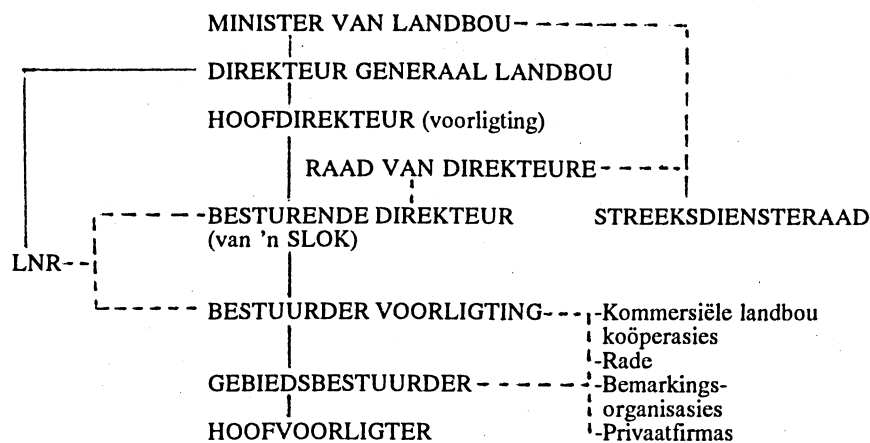 MINISTER VAN LANDBOU
DIREKTEUR GENERAAL LANDBOU
HOOFDIREKTEUR (voorligting)
RAAD VAN DIREKTEURE
BESTURENDE DIREKTEUR
(van 'n SLOK)
STREEKSDIENSTERAAD
LNR
BESTUURDER VOORLIGTING
-Kommersiële landbou
koöperasies
-Rade
GEBIEDSBESTUURDER
-Bemarkings-
organisasies
HOOFVOORLIGTER
-Privaatfirmas